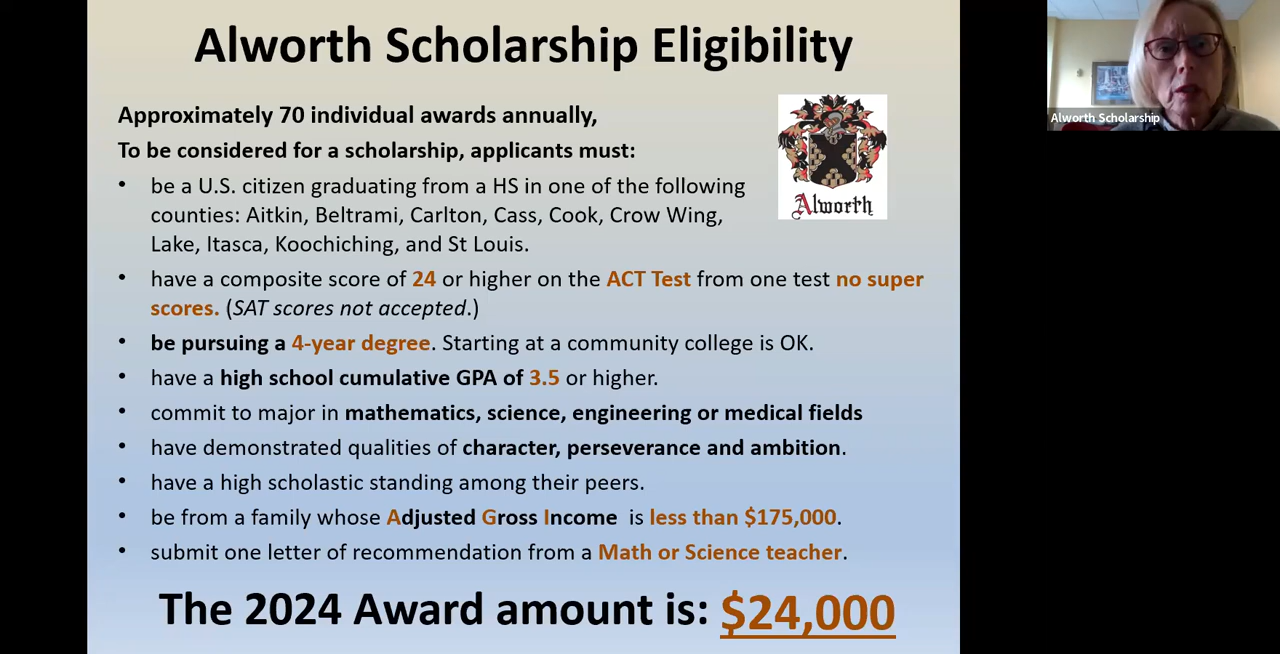 Alworth Scholarship Eligibility
Approximately 70 individual awards annually,
To be considered for a scholarship, applicants must:
• be a U.S. citizen graduating from a HS in one of the following
counties: Aitkin, Beltrami, Carlton, Cass, Cook, Crow Wing,
Lake, Itasca, Koochiching, and St Louis.
• have a composite score of 24 or higher on the ACT Test from one test no super
scores. (SAT scores not accepted.)
• be pursuing a 4-year degree. Starting at a community college is OK.
• have a high school cumulative GPA of 3.5 or higher.
• commit to major in mathematics, science, engineering or medical fields
• have demonstrated qualities of character, perseverance and ambition.
• have a high scholastic standing among their peers.
• be from a family whose Adjusted Gross Income is less than $175,000.
• submit one letter of recommendation from a Math or Science teacher.
The 2024 Award amount is: $24,000
Alworth
Alworth Scholarship